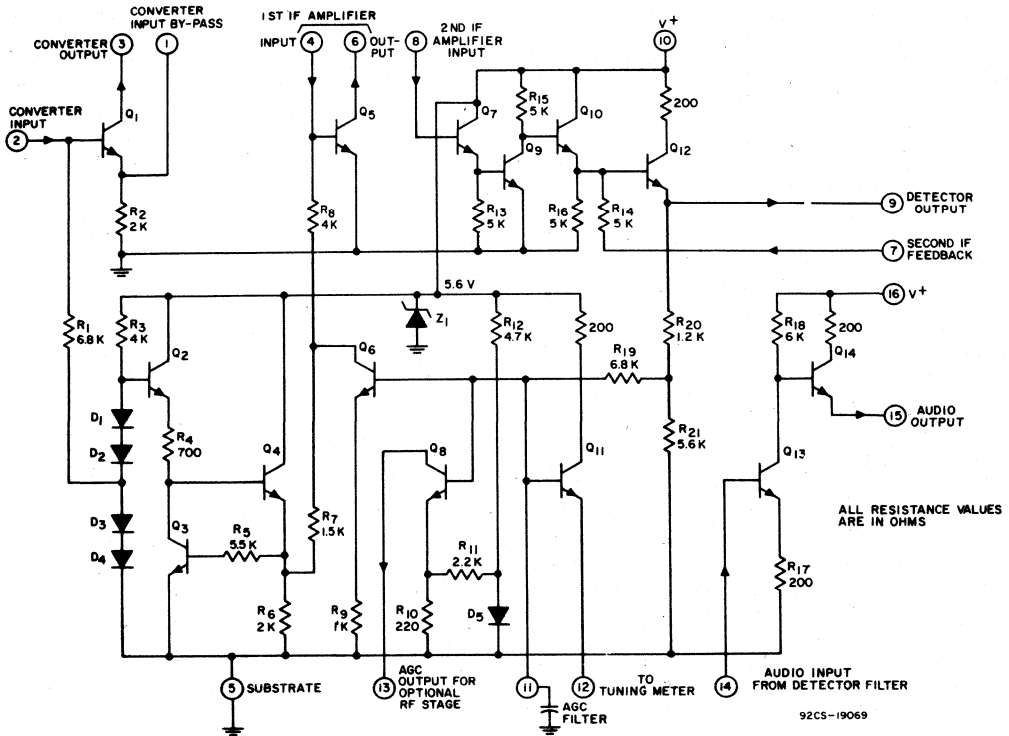 CONVERTER
INPUT BY-PASS
CONVERTER
OUTPUT
3
1
1ST IF AMPLIFIER
INPUT
4
6
OUT-
PUT
8
2ND IF
AMPLIFIER
INPUT
V+
10
CONVERTER
INPUT
2
Q1
Q5
Q7
R15
5 K
Q10
200
Q9
Q12
R2
2 K
R8
4K
R13
5 K
R16
5 K
R14
5 K
9
DETECTOR
OUTPUT
7
SECOND IF
FEEDBACK
5.6 V
16
V+
R1
6.8 K
R3
4 K
Q2
Z1
R12
4.7 K
200
R20
1.2 K
R18
6 K
200
Q6
R19
6.8 K
Q14
D1
D2
R4
700
Q4
Q8
Q11
R21
5.6 K
15
AUDIO
OUTPUT
Q13
D3
D4
Q3
R5
5.5 K
R7
1.5 K
R11
2.2 K
ALL RESISTANCE VALUES
ARE IN OHMS
R6
2 K
R9
1K
R10
220
D5
R17
200
5
SUBSTRATE
13
AGC
OUTPUT FOR
OPTIONAL
RF STAGE
11
AGC
FILTER
12
TO
TUNING METER
14
AUDIO INPUT
FROM DETECTOR FILTER
92CS-19069